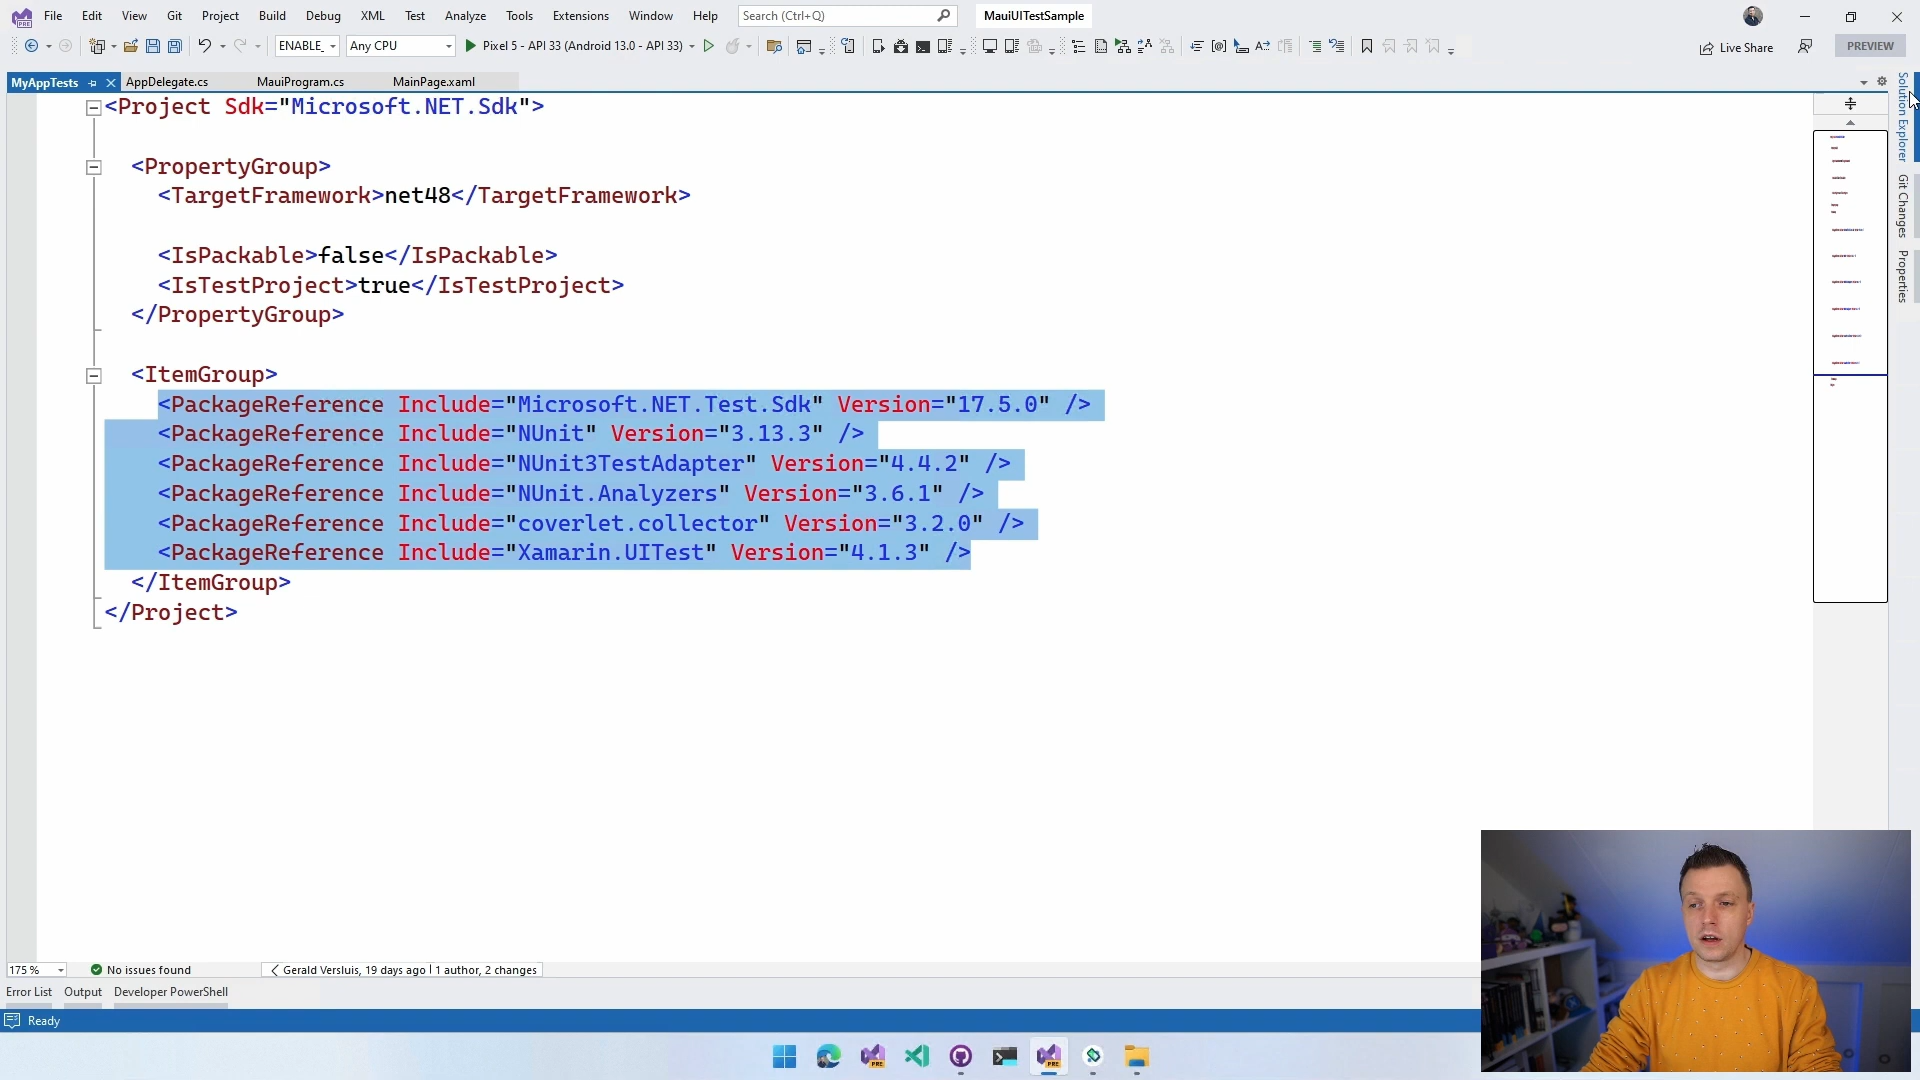 File Edit View Git Project Build Debug XML Test Analyze Tools Extensions Window Help Search (Ctrl+Q) MauiUITestSample
ENABLE_ Any CPU Pixel 5 - API 33 (Android 13.0 - API 33) Live Share PREVIEW
MyAppTests AppDelegate.cs MauiProgram.cs MainPage.xaml
<Project Sdk="Microsoft.NET.Sdk">
<PropertyGroup>
<TargetFramework>net48</TargetFramework>
<IsPackable>false</IsPackable>
<IsTestProject>true</IsTestProject>
</PropertyGroup>
<ItemGroup>
<PackageReference Include="Microsoft.NET.Test.Sdk" Version="17.5.0" />
<PackageReference Include="NUnit" Version="3.13.3" />
<PackageReference Include="NUnit3TestAdapter" Version="4.4.2" />
<PackageReference Include="NUnit.Analyzers" Version="3.6.1" />
<PackageReference Include="coverlet.collector" Version="3.2.0" />
<PackageReference Include="Xamarin.UITest" Version="4.1.3" />
</ItemGroup>
</Project>
Solution Explorer
Git Changes
Properties
175 % No issues found Gerald Versluis, 19 days ago | 1 author, 2 changes
Error List Output Developer PowerShell
Ready
PRE
PRE
PRE